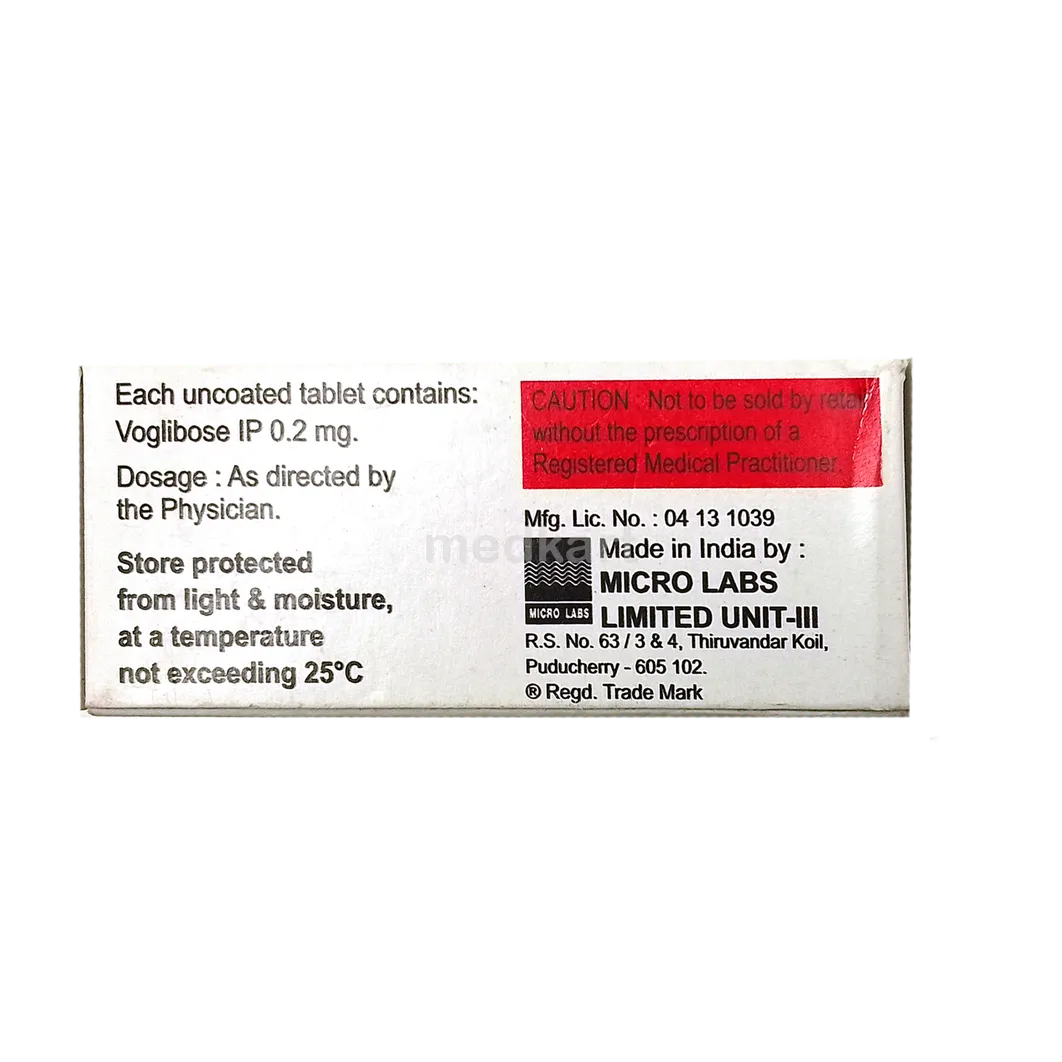 Each uncoated tablet contains:
Voglibose IP 0.2 mg.
Dosage : As directed by
the Physician.
Store protected
from light & moisture,
at a temperature
not exceeding 25°C
CAUTION : Not to be sold by retail
without the prescription of a
Registered Medical Practitioner.
Mfg. Lic. No. : 04 13 1039
Made in India by :
MICRO LABS
MICRO LABS
LIMITED UNIT-III
R.S. No. 63 / 3 & 4, Thiruvandar Koil,
Puducherry - 605 102.
® Regd. Trade Mark
medkart